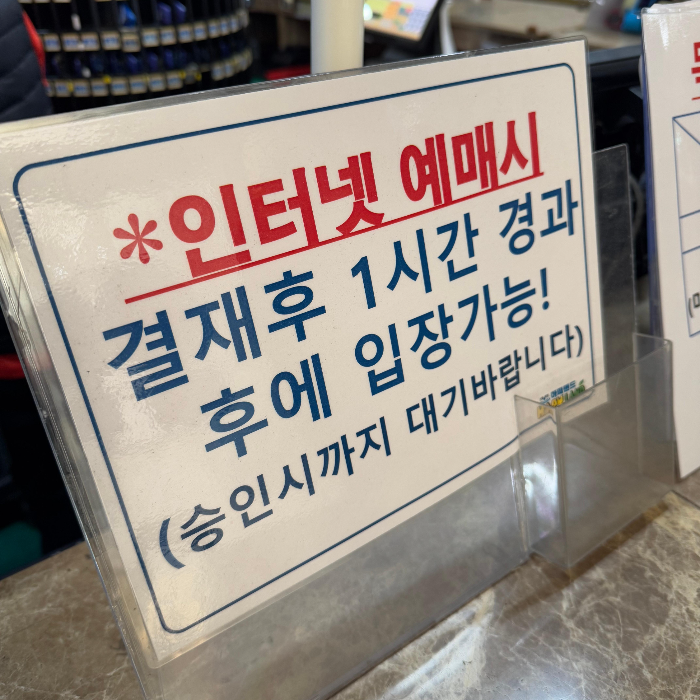 *인터넷 예매시
결재후 1시간 경과
후에 입장가능!
(승인시까지 대기바랍니다)